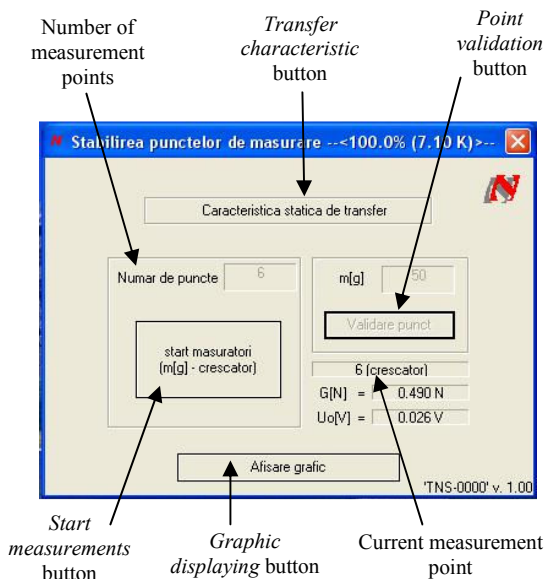 Number of
measurement
points
Transfer
characteristic
button
Point
validation
button
Stabilirea punctelor de masurare --<100.0% (7.10 K)>--
Caracteristica statica de transfer
Numar de puncte 6
m[g] 50
Validare punct
start masuratori
(m[g] - crescator)
6 (crescator)
G[N] = 0.490 N
Uo[V] = 0.026 V
Afisare grafic
'TNS-0000' v. 1.00
Start
measurements
button
Graphic
displaying button
Current measurement
point